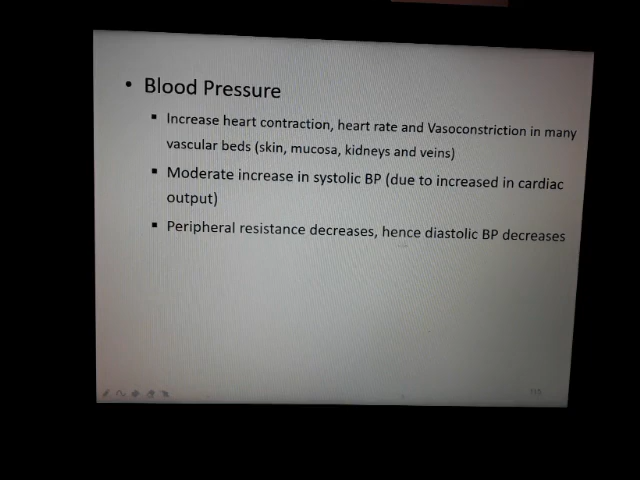 • Blood Pressure
▪ Increase heart contraction, heart rate and Vasoconstriction in many
vascular beds (skin, mucosa, kidneys and veins)
▪ Moderate increase in systolic BP (due to increased in cardiac
output)
▪ Peripheral resistance decreases, hence diastolic BP decreases